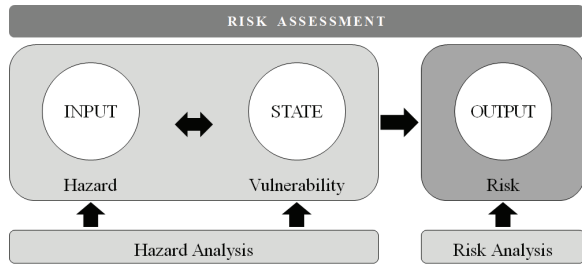 RISK ASSESSMENT
INPUT
STATE
OUTPUT
Hazard
Vulnerability
Risk
Hazard Analysis
Risk Analysis